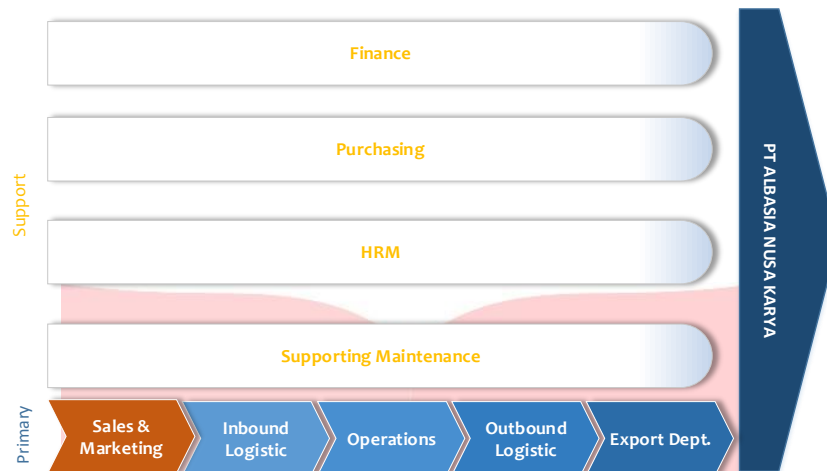 Finance
Purchasing
HRM
Supporting Maintenance
Support
Primary
Sales &
Marketing
Inbound
Logistic
Operations
Outbound
Logistic
Export Dept.
PT ALBASIA NUSA KARYA